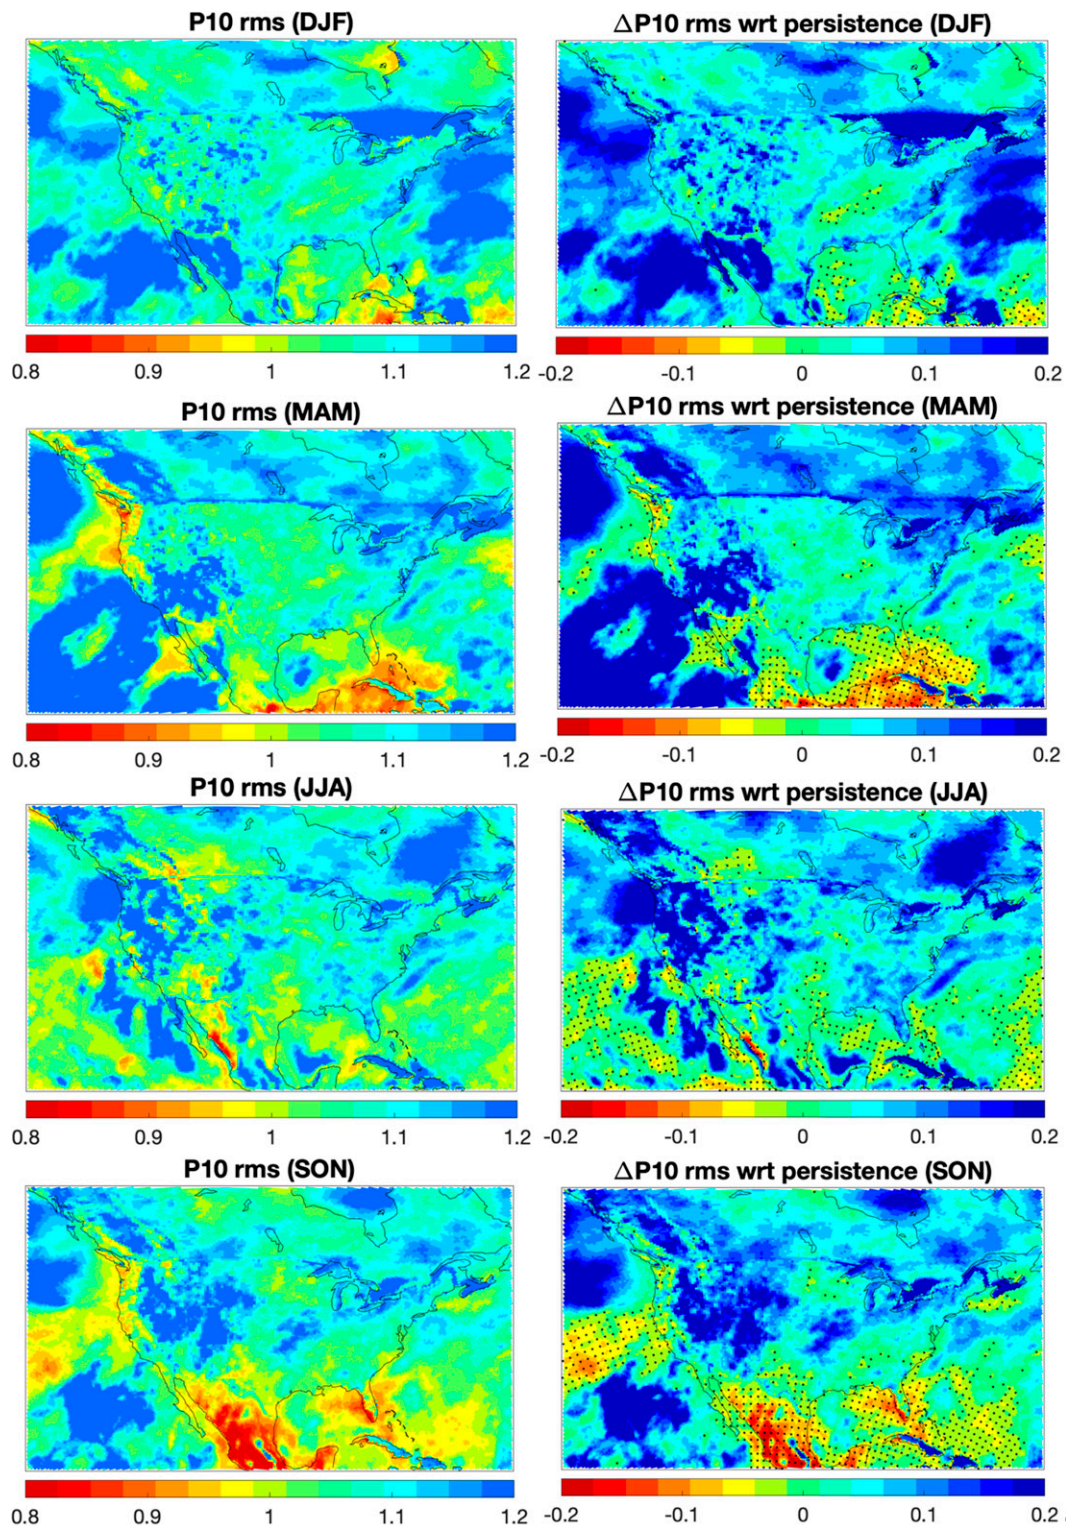 P10 rms (DJF)
ΔP10 rms wrt persistence (DJF)
0.8 0.9 1 1.1 1.2
-0.2 -0.1 0 0.1 0.2
P10 rms (MAM)
ΔP10 rms wrt persistence (MAM)
0.8 0.9 1 1.1 1.2
-0.2 -0.1 0 0.1 0.2
P10 rms (JJA)
ΔP10 rms wrt persistence (JJA)
0.8 0.9 1 1.1 1.2
-0.2 -0.1 0 0.1 0.2
P10 rms (SON)
ΔP10 rms wrt persistence (SON)
0.8 0.9 1 1.1 1.2
-0.2 -0.1 0 0.1 0.2